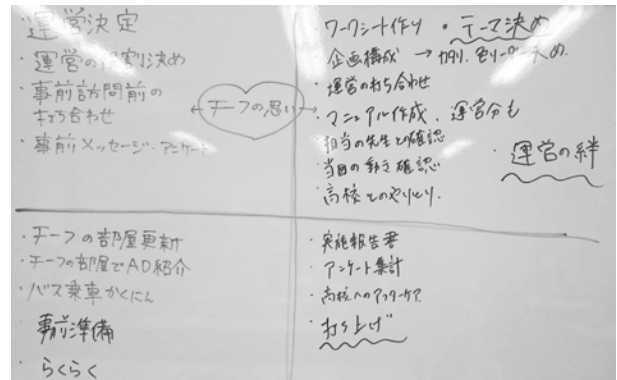 運営決定
・運営の役割決め
・事前訪問前の
打ち合わせ
・事前メッセージ・アンケート
←チーフの思い→
・ワークシート作り
・テーマ決め
・企画構成 →カタリ、
・運営の打ち合わせ
・マニュアル作成、運営分も
担当の先生と確認
・当日の動き確認
・高校とのやりとり.
・運営の絆
・チーフの部屋更新
・チーフの部屋でAD紹介
・バス乗車かくにん
・事前準備
・らくらく
・実施報告書
・アンケート集計
・高校へのアフターケア
・打ち上げ